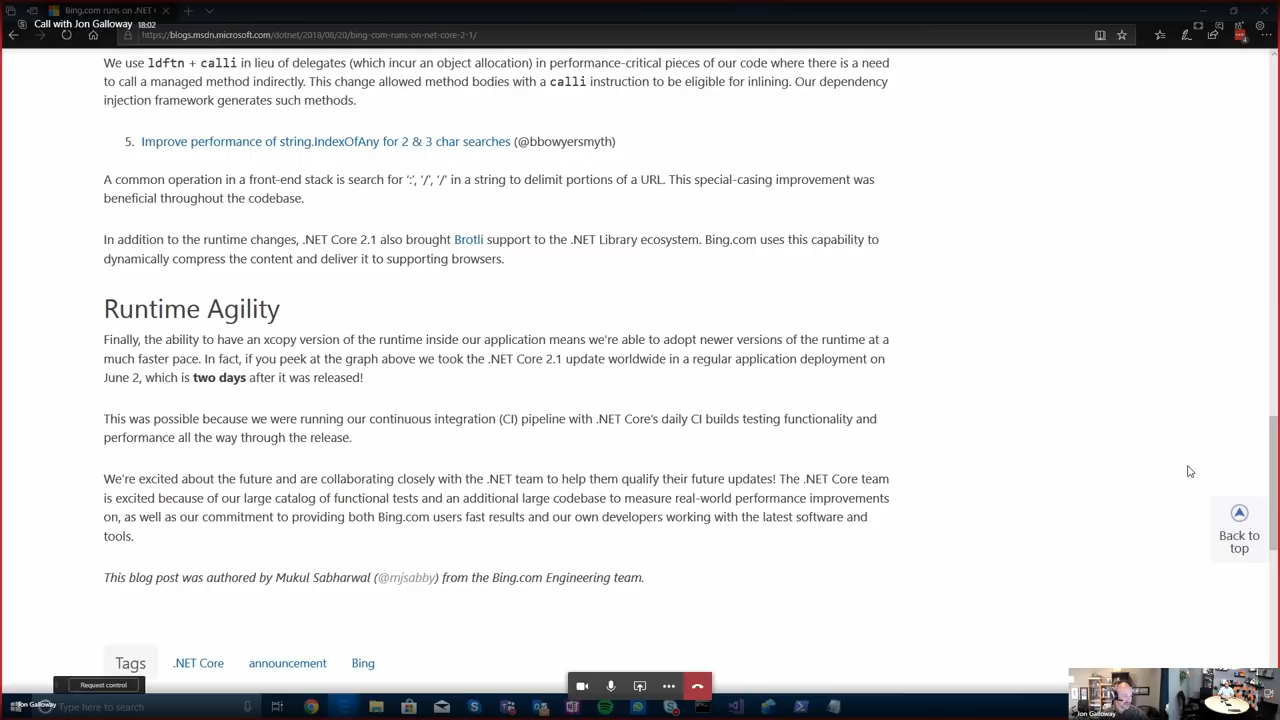 Bing.com runs on .NET
Call with Jon Galloway 18:02
https://blogs.msdn.microsoft.com/dotnet/2018/08/20/bing-com-runs-on-net-core-2-1/
We use ldftn + calli in lieu of delegates (which incur an object allocation) in performance-critical pieces of our code where there is a need
to call a managed method indirectly. This change allowed method bodies with a calli instruction to be eligible for inlining. Our dependency
injection framework generates such methods.
5. Improve performance of string.IndexOfAny for 2 & 3 char searches (@bbowyersmyth)
A common operation in a front-end stack is search for ‘:’, ‘/’, ‘/’ in a string to delimit portions of a URL. This special-casing improvement was
beneficial throughout the codebase.
In addition to the runtime changes, .NET Core 2.1 also brought Brotli support to the .NET Library ecosystem. Bing.com uses this capability to
dynamically compress the content and deliver it to supporting browsers.
Runtime Agility
Finally, the ability to have an xcopy version of the runtime inside our application means we’re able to adopt newer versions of the runtime at a
much faster pace. In fact, if you peek at the graph above we took the .NET Core 2.1 update worldwide in a regular application deployment on
June 2, which is two days after it was released!
This was possible because we were running our continuous integration (CI) pipeline with .NET Core’s daily CI builds testing functionality and
performance all the way through the release.
We’re excited about the future and are collaborating closely with the .NET team to help them qualify their future updates! The .NET Core team
is excited because of our large catalog of functional tests and an additional large codebase to measure real-world performance improvements
on, as well as our commitment to providing both Bing.com users fast results and our own developers working with the latest software and
tools.
Back to
top
This blog post was authored by Mukul Sabharwal (@mjsabby) from the Bing.com Engineering team.
Tags .NET Core announcement Bing
Request control
Jon Galloway
Type here to search
Jon Galloway